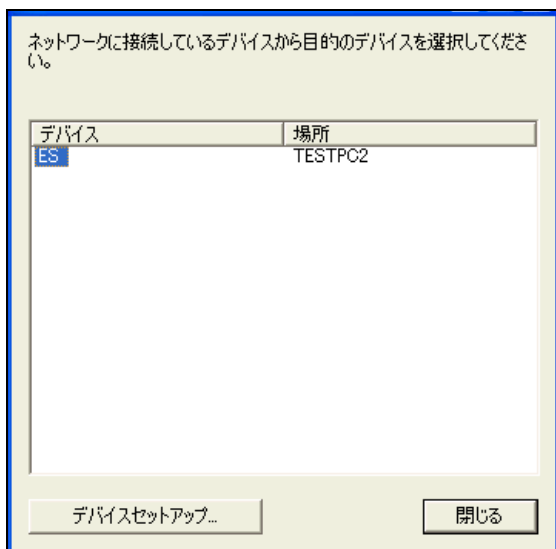 ネットワークに接続しているデバイスから目的のデバイスを選択してくださ
い。
デバイス 場所
ES TESTPC2
デバイスセットアップ... 閉じる